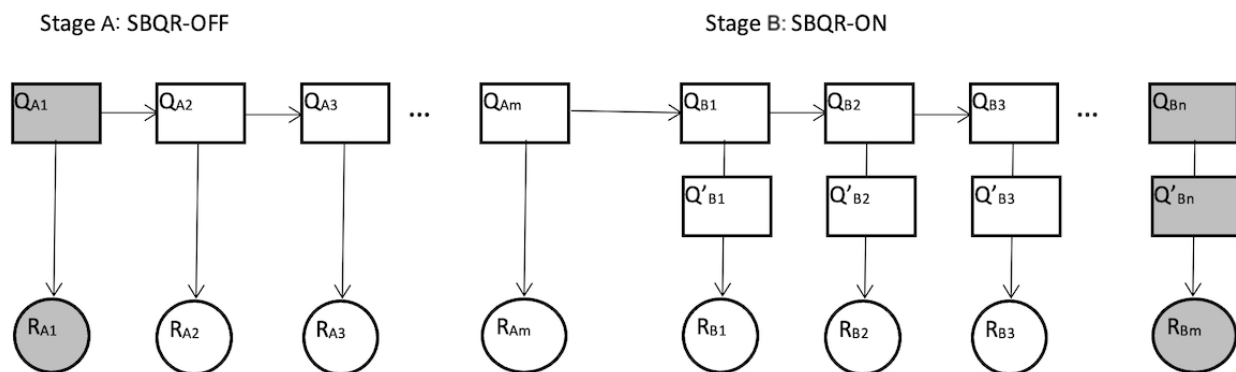 Stage A: SBQR-OFF
Stage B: SBQR-ON
QA1 QA2 QA3 ... QAm QB1 QB2 QB3 ... QBn
Q'B1 Q'B2 Q'B3 Q'Bn
RA1 RA2 RA3 RAm RB1 RB2 RB3 RBm